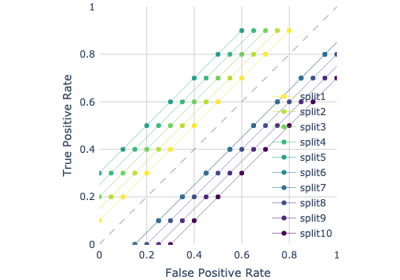 1
0.8
0.6
0.4
0.2
0
0 0.2 0.4 0.6 0.8 1
True Positive Rate
False Positive Rate
split1
split2
split3
split4
split5
split6
split7
split8
split9
split10